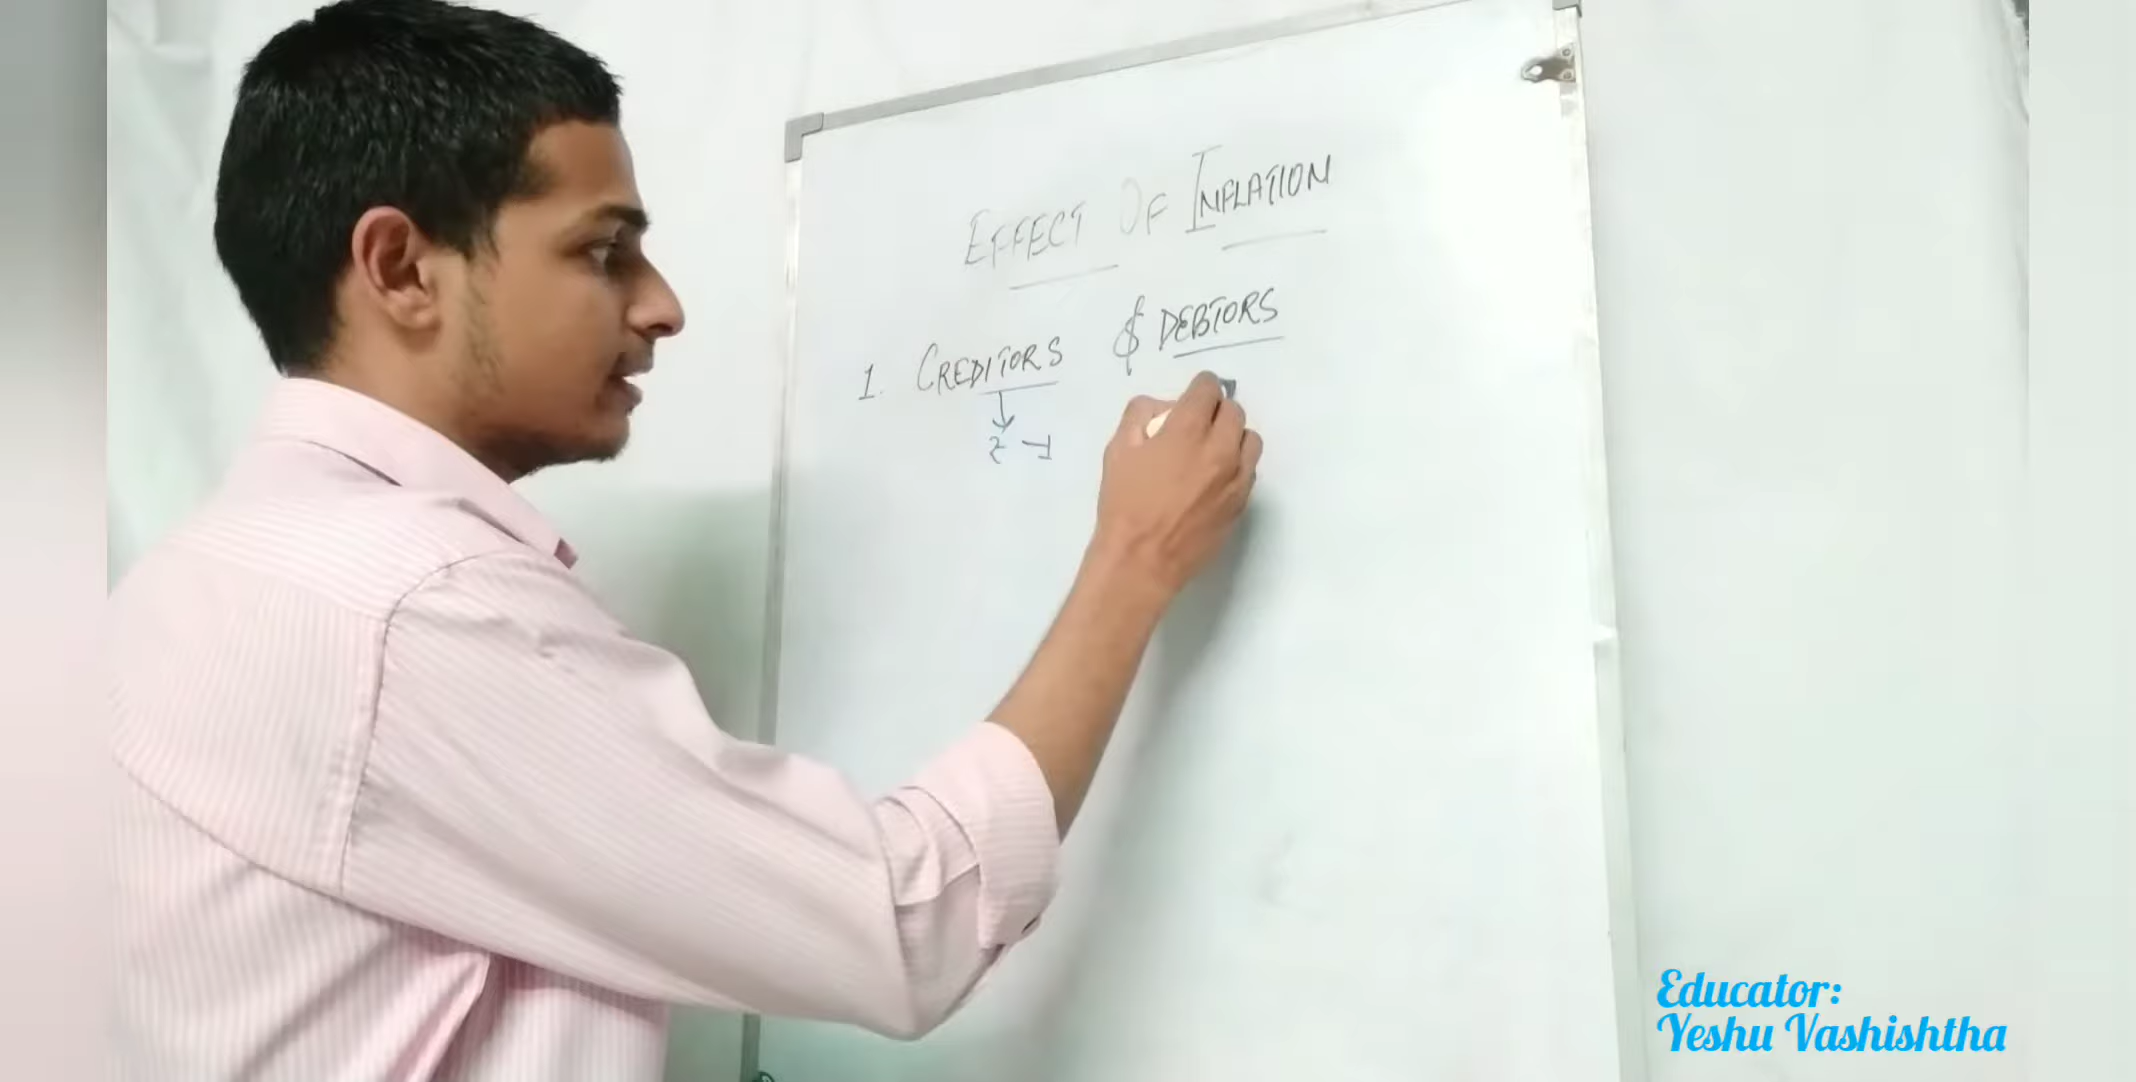 EFFECT OF INFLATION
1. CREDITORS & DEBTORS
Educator:
Yeshu Vashishtha